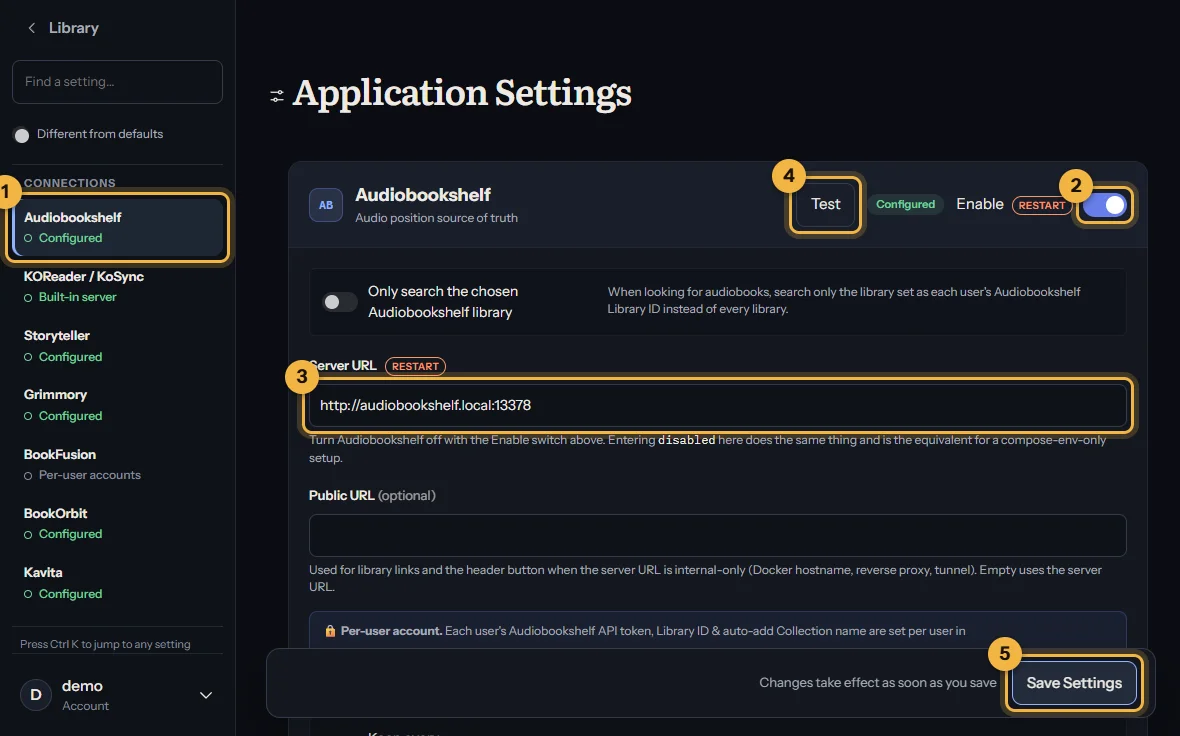 Library
Find a setting...
Different from defaults
CONNECTIONS
1
Audiobookshelf
Configured
KOReader / KoSync
Built-in server
Storyteller
Configured
Grimmory
Configured
BookFusion
Per-user accounts
BookOrbit
Configured
Kavita
Configured
Press Ctrl K to jump to any setting
D
demo
Account
Application Settings
AB
Audiobookshelf
Audio position source of truth
4
Test
Configured
Enable
RESTART
2
Only search the chosen
Audiobookshelf library
When looking for audiobooks, search only the library set as each user's Audiobookshelf
Library ID instead of every library.
Server URL RESTART
3
http://audiobookshelf.local:13378
Turn Audiobookshelf off with the Enable switch above. Entering disabled here does the same thing and is the equivalent for a compose-env-only
setup.
Public URL (optional)
Used for library links and the header button when the server URL is internal-only (Docker hostname, reverse proxy, tunnel). Empty uses the server
URL.
Per-user account. Each user's Audiobookshelf API token, Library ID & auto-add Collection name are set per user in
5
Changes take effect as soon as you save
Save Settings